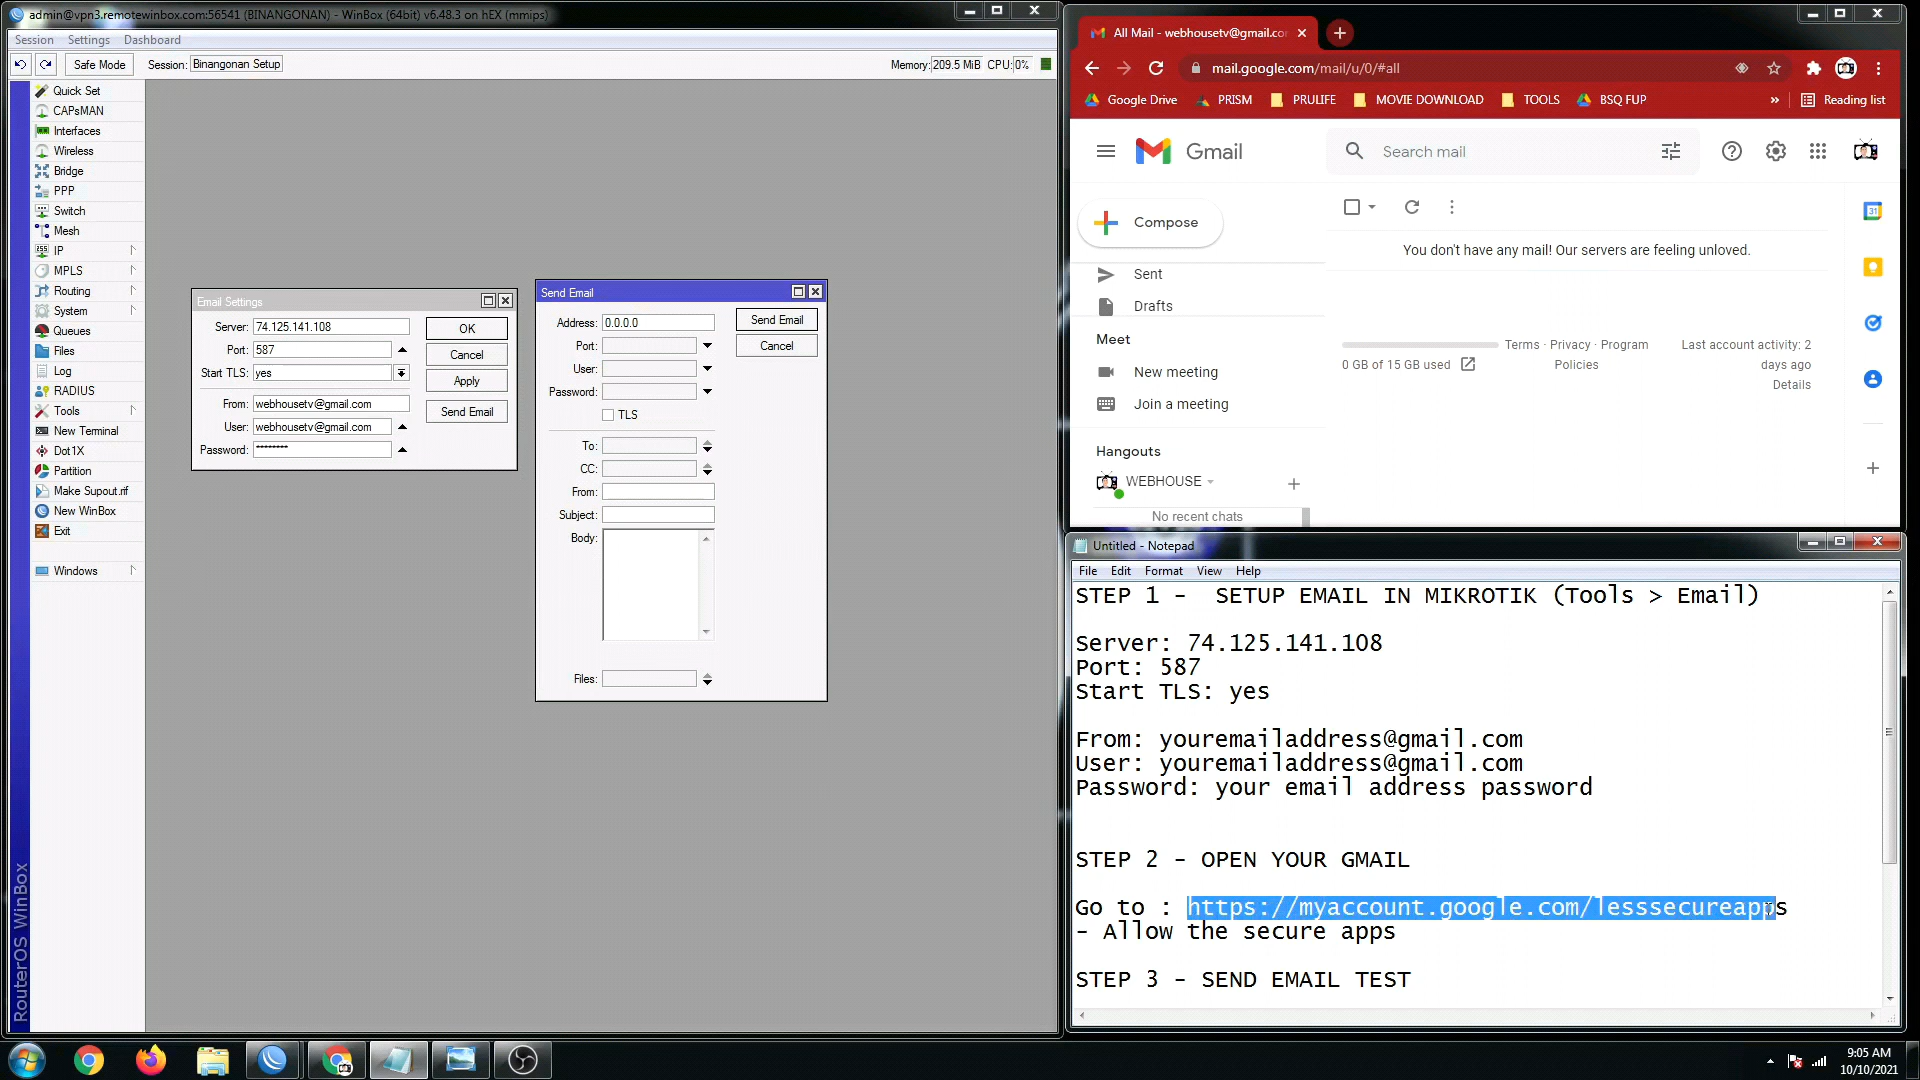 admin@vpn3.remotewinbox.com:56541 (BINANGONAN) - WinBox (64bit) v6.48.3 on hEX (mmips)
Session Settings Dashboard
Safe Mode Session: Binangonan Setup Memory: 209.5 MiB CPU: 0%
Quick Set
CAPsMAN
Interfaces
Wireless
Bridge
PPP
Switch
Mesh
IP
MPLS
Routing
System
Queues
Files
Log
RADIUS
Tools
New Terminal
Dot1X
Partition
Make Supout.rif
New WinBox
Exit
Windows
RouterOS WinBox
Email Settings
Server: 74.125.141.108 OK
Port: 587 Cancel
Start TLS: yes Apply
From: webhousetv@gmail.com Send Email
User: webhousetv@gmail.com
Password: ********
Send Email
Address: 0.0.0.0 Send Email
Port: Cancel
User:
Password:
TLS
To:
CC:
From:
Subject:
Body:
Files:
All Mail - webhousetv@gmail.co
mail.google.com/mail/u/0/#all
Google Drive PRISM PRULIFE MOVIE DOWNLOAD TOOLS BSQ FUP » Reading list
Gmail Search mail
Compose
Sent
Drafts
Meet
New meeting
Join a meeting
Hangouts
WEBHOUSE
No recent chats
You don't have any mail! Our servers are feeling unloved.
0 GB of 15 GB used
Terms · Privacy · Program
Policies
Last account activity: 2
days ago
Details
31
Untitled - Notepad
File Edit Format View Help
STEP 1 - SETUP EMAIL IN MIKROTIK (Tools > Email)
Server: 74.125.141.108
Port: 587
Start TLS: yes
From: youremailaddress@gmail.com
User: youremailaddress@gmail.com
Password: your email address password
STEP 2 - OPEN YOUR GMAIL
Go to : https://myaccount.google.com/lesssecureapps
- Allow the secure apps
STEP 3 - SEND EMAIL TEST
9:05 AM
10/10/2021